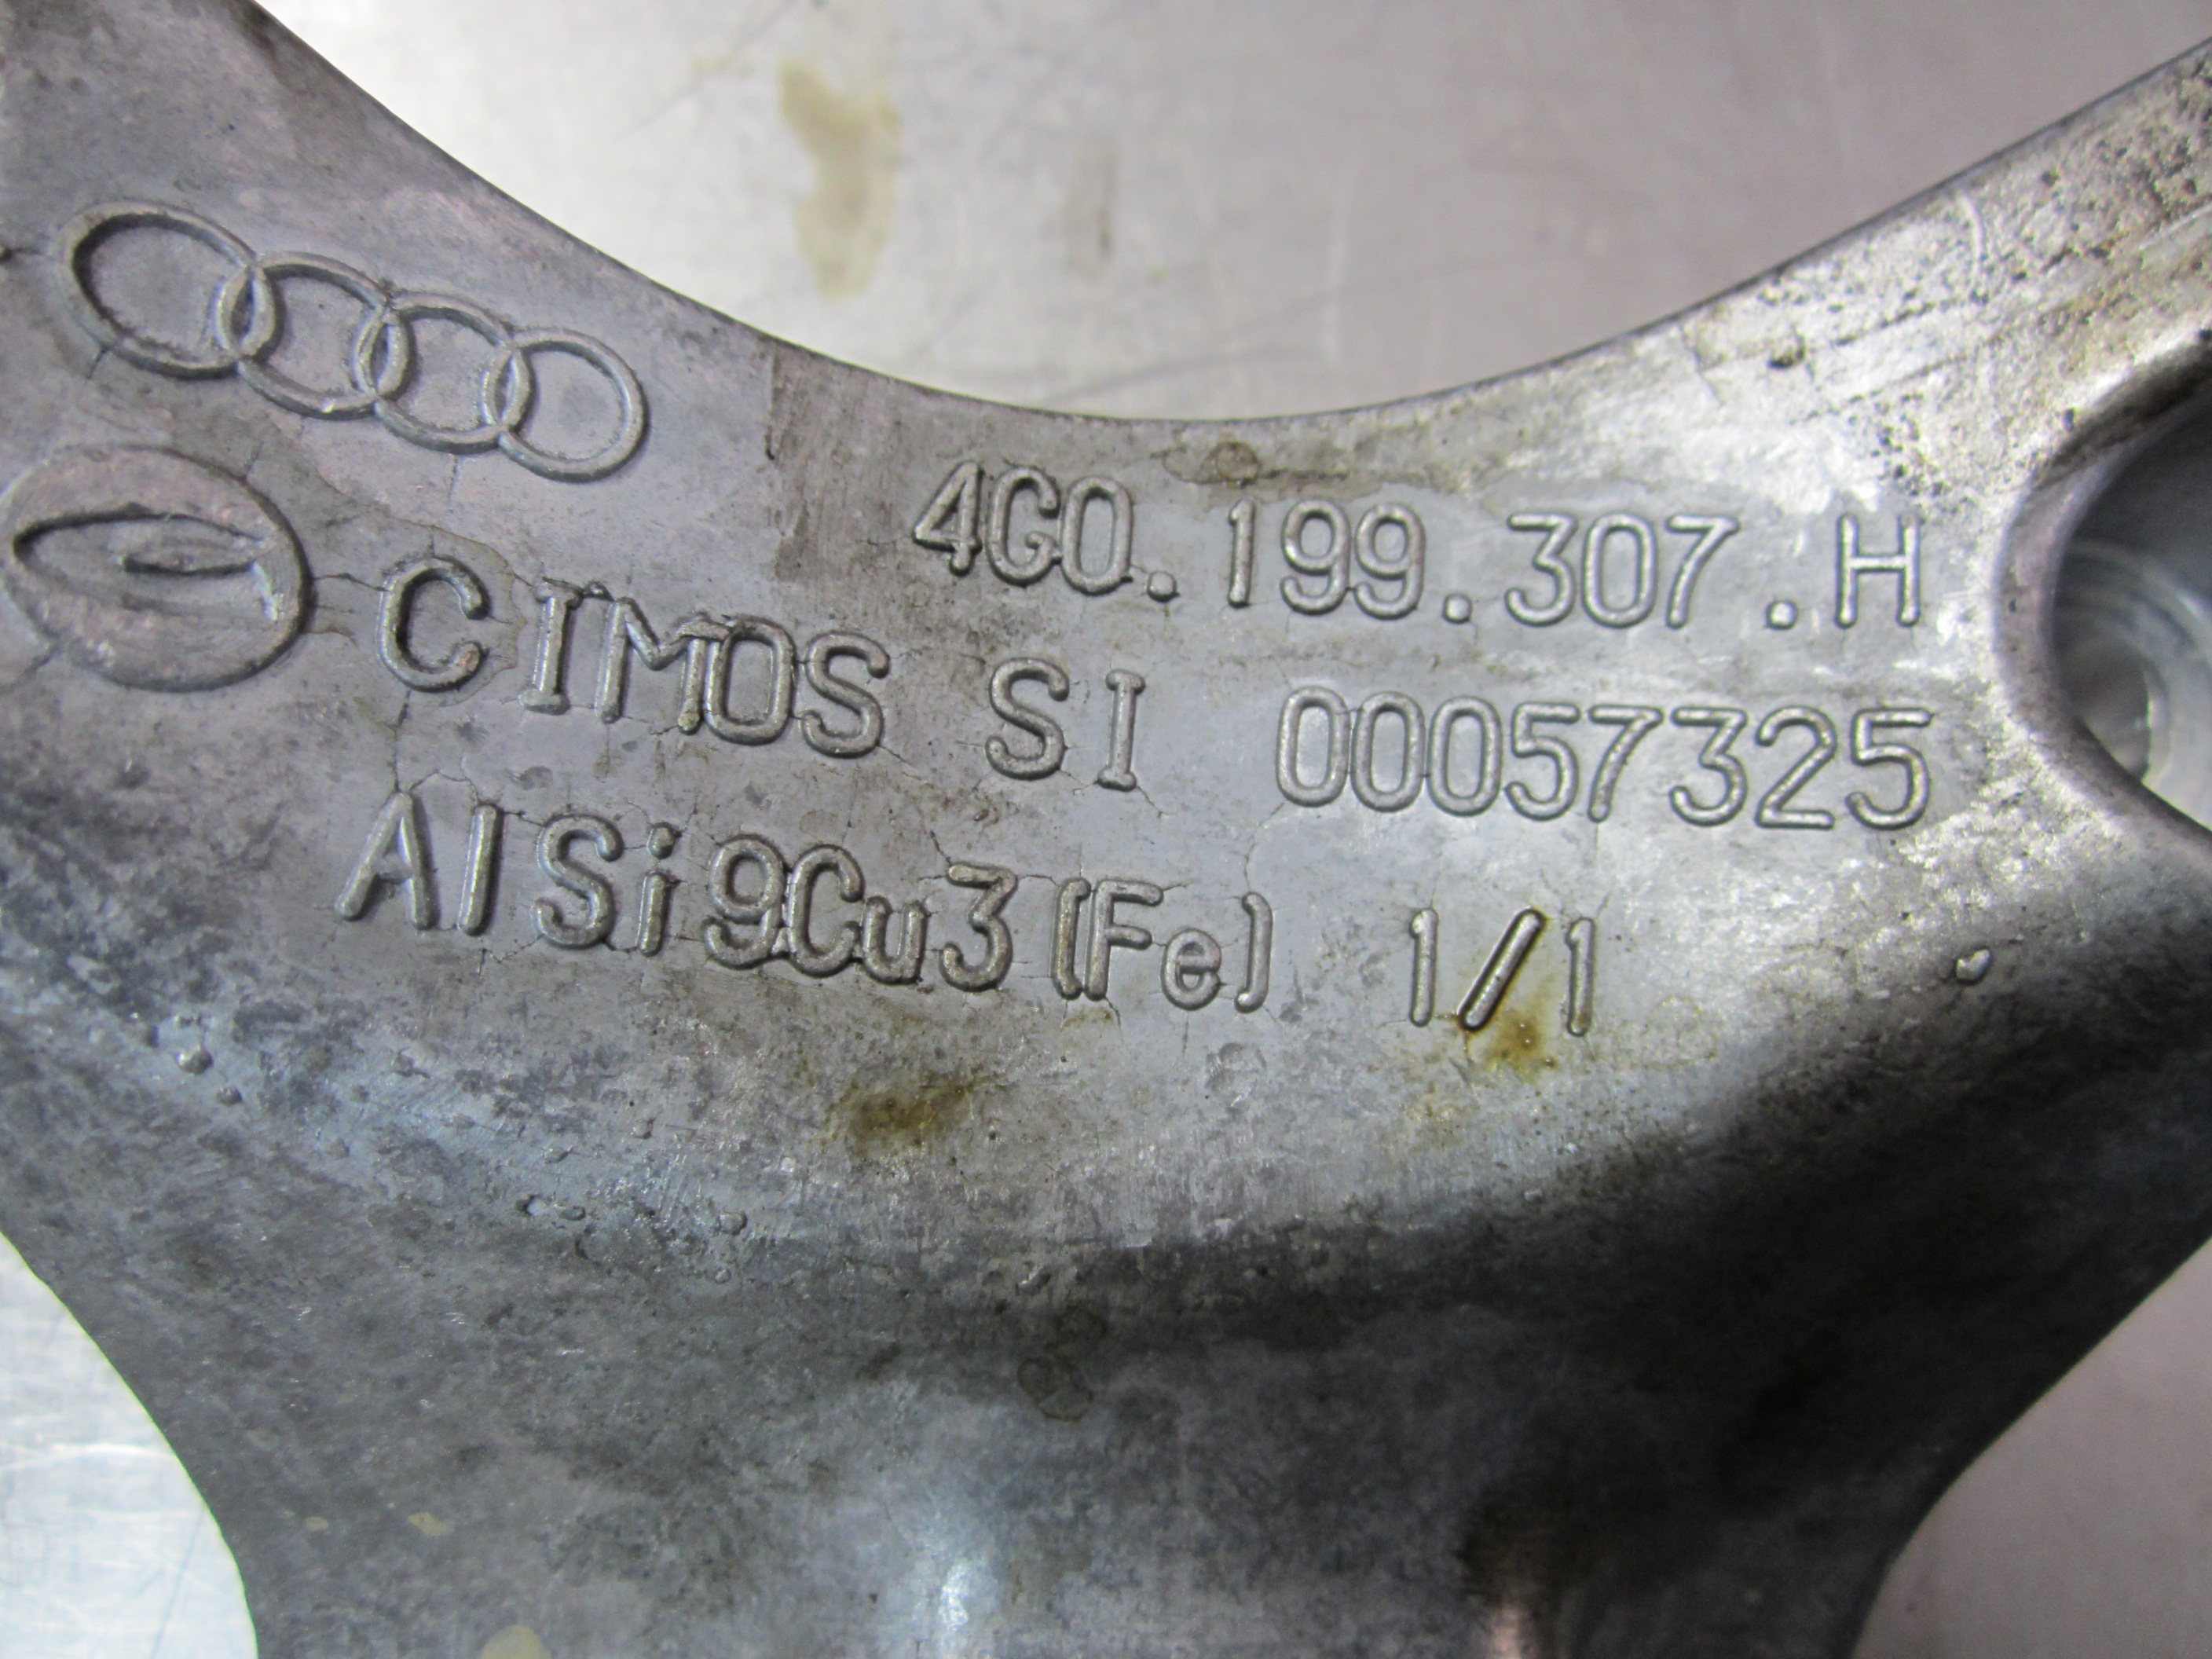 4G0.199.307.H
CIMOS SI 00057325
AlSi9Cu3(Fe) 1/1